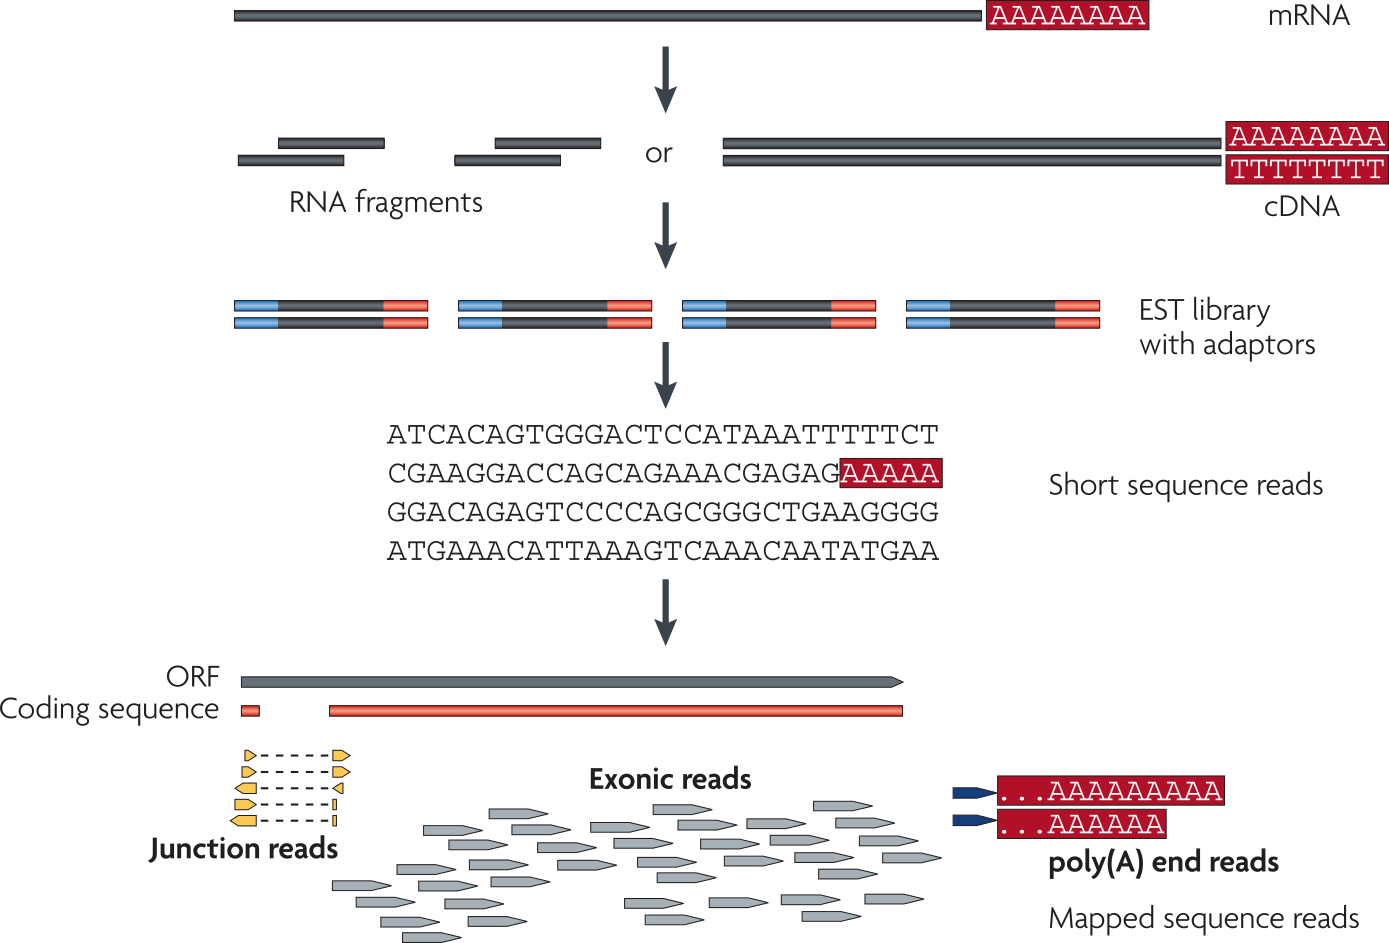 AAAAAAAA mRNA
or
AAAAAAAA
TTTTTTTT
RNA fragments
cDNA
EST library
with adaptors
ATCACAGTGGGACTCCATAAATTTTTCT
CGAAGGACCAGCAGAAACGAGAGAAAAA
GGACAGAGTCCCCAGCGGGCTGAAGGGG
ATGAAACATTAAAGTCAAACAATATGAA
Short sequence reads
ORF
Coding sequence
Junction reads
Exonic reads
...AAAAAAAAA
...AAAAAA
poly(A) end reads
Mapped sequence reads